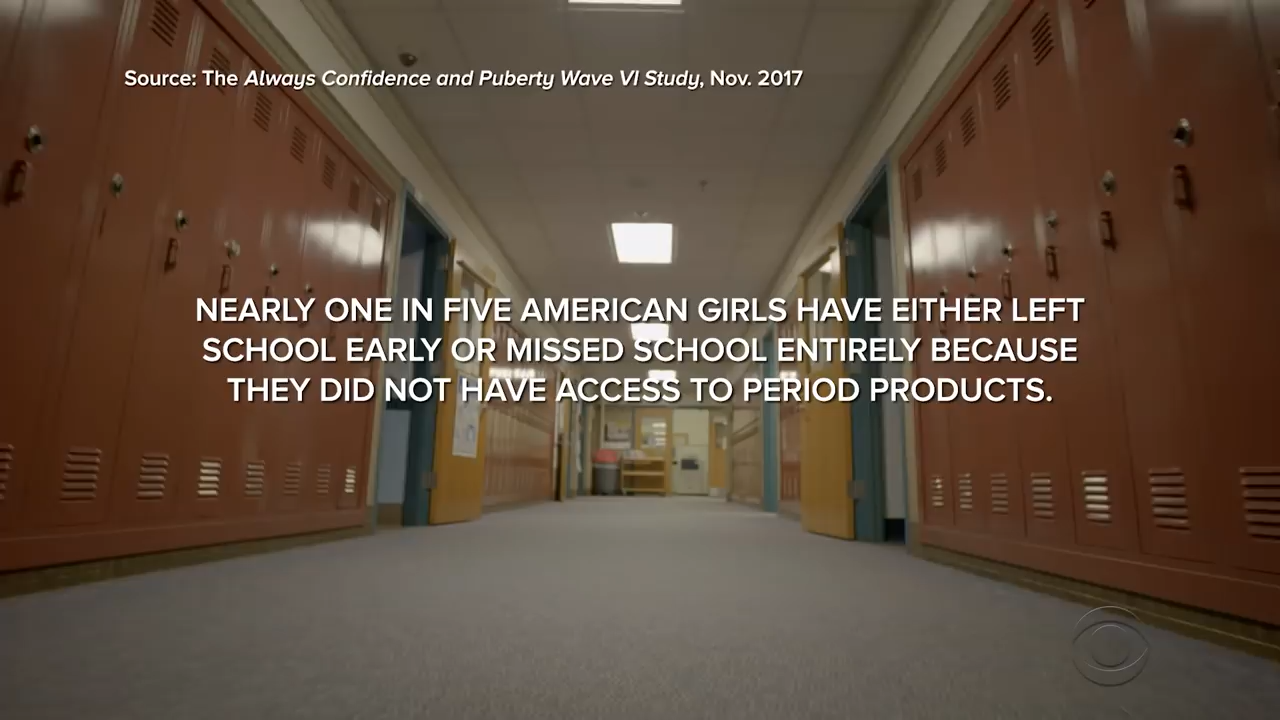 Source: The Always Confidence and Puberty Wave VI Study, Nov. 2017
NEARLY ONE IN FIVE AMERICAN GIRLS HAVE EITHER LEFT
SCHOOL EARLY OR MISSED SCHOOL ENTIRELY BECAUSE
THEY DID NOT HAVE ACCESS TO PERIOD PRODUCTS.